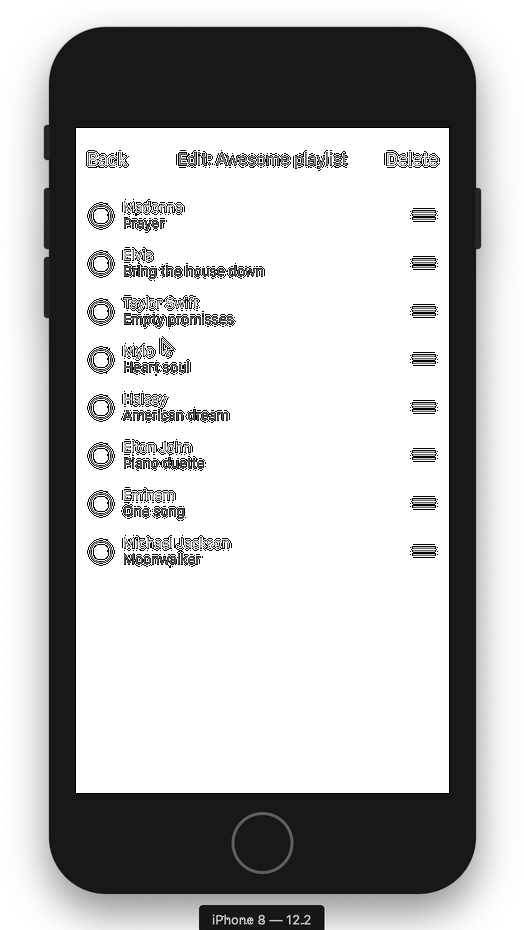 Back
Edit: Awesome playlist
Delete
Madonna
Prayer
Elvis
Bring the house down
Taylor Swift
Empty promisses
Mylo
Heart soul
Halsey
American dream
Elton John
Piano duette
Eminem
One song
Michael Jackson
Moonwalker
iPhone 8 — 12.2